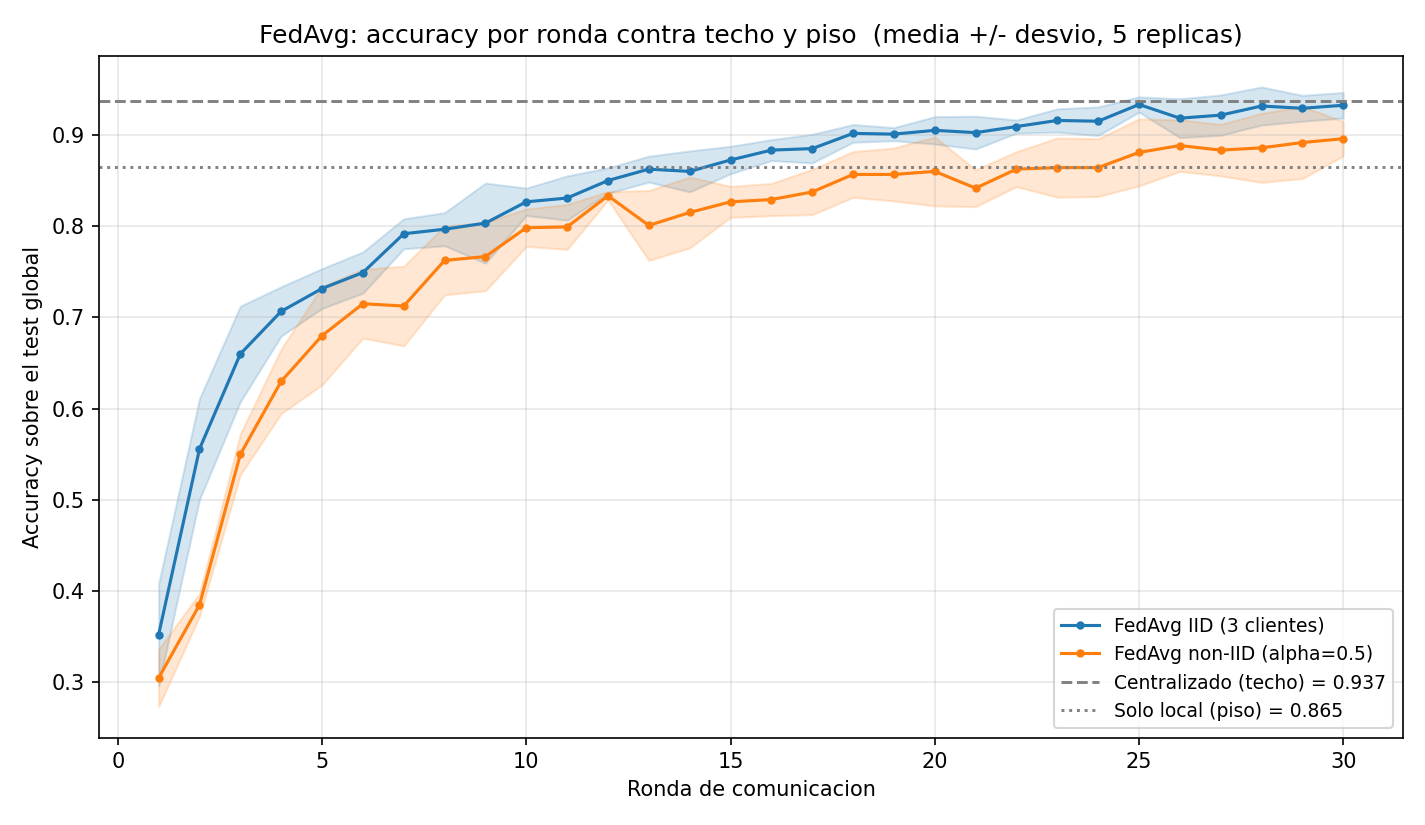 FedAvg: accuracy por ronda contra techo y piso  (media +/- desvio, 5 replicas)
Accuracy sobre el test global
0.9
0.8
0.7
0.6
0.5
0.4
0.3
FedAvg IID (3 clientes)
FedAvg non-IID (alpha=0.5)
Centralizado (techo) = 0.937
Solo local (piso) = 0.865
0 5 10 15 20 25 30
Ronda de comunicacion